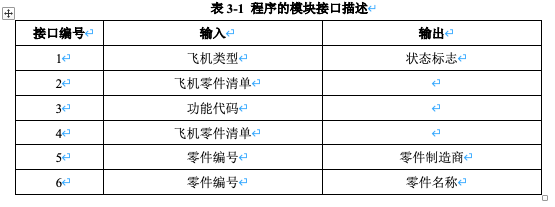 表 3-1 程序的模块接口描述
接口编号 输入 输出
1 飞机类型 状态标志
2 飞机零件清单
3 功能代码
4 飞机零件清单
5 零件编号 零件制造商
6 零件编号 零件名称